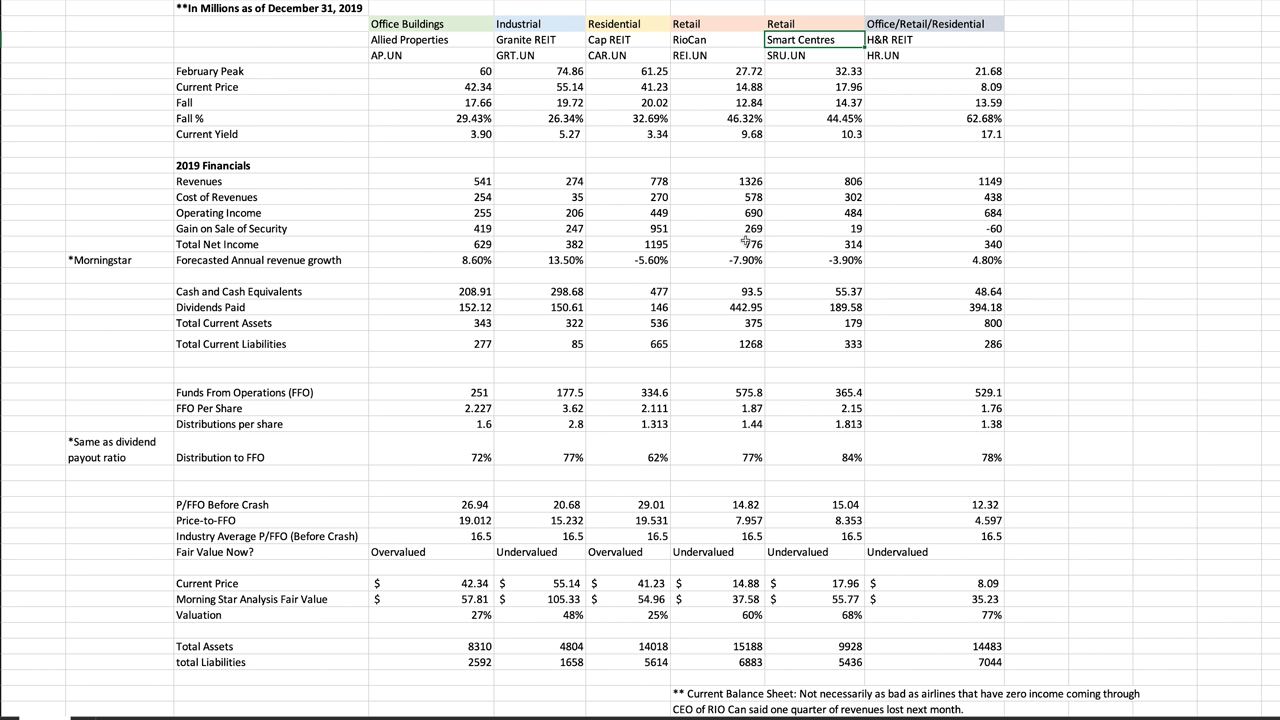 **In Millions as of December 31, 2019
Office Buildings Industrial Residential Retail Retail Office/Retail/Residential
Allied Properties Granite REIT Cap REIT RioCan Smart Centres H&R REIT
AP.UN GRT.UN CAR.UN REI.UN SRU.UN HR.UN
February Peak 60 74.86 61.25 27.72 32.33 21.68
Current Price 42.34 55.14 41.23 14.88 17.96 8.09
Fall 17.66 19.72 20.02 12.84 14.37 13.59
Fall % 29.43% 26.34% 32.69% 46.32% 44.45% 62.68%
Current Yield 3.90 5.27 3.34 9.68 10.3 17.1
2019 Financials
Revenues 541 274 778 1326 806 1149
Cost of Revenues 254 35 270 578 302 438
Operating Income 255 206 449 690 484 684
Gain on Sale of Security 419 247 951 269 19 -60
Total Net Income 629 382 1195 776 314 340
*Morningstar Forecasted Annual revenue growth 8.60% 13.50% -5.60% -7.90% -3.90% 4.80%
Cash and Cash Equivalents 208.91 298.68 477 93.5 55.37 48.64
Dividends Paid 152.12 150.61 146 442.95 189.58 394.18
Total Current Assets 343 322 536 375 179 800
Total Current Liabilities 277 85 665 1268 333 286
Funds From Operations (FFO) 251 177.5 334.6 575.8 365.4 529.1
FFO Per Share 2.227 3.62 2.111 1.87 2.15 1.76
Distributions per share 1.6 2.8 1.313 1.44 1.813 1.38
*Same as dividend
payout ratio Distribution to FFO 72% 77% 62% 77% 84% 78%
P/FFO Before Crash 26.94 20.68 29.01 14.82 15.04 12.32
Price-to-FFO 19.012 15.232 19.531 7.957 8.353 4.597
Industry Average P/FFO (Before Crash) 16.5 16.5 16.5 16.5 16.5 16.5
Fair Value Now? Overvalued Undervalued Overvalued Undervalued Undervalued Undervalued
Current Price $ 42.34 $ 55.14 $ 41.23 $ 14.88 $ 17.96 $ 8.09
Morning Star Analysis Fair Value $ 57.81 $ 105.33 $ 54.96 $ 37.58 $ 55.77 $ 35.23
Valuation 27% 48% 25% 60% 68% 77%
Total Assets 8310 4804 14018 15188 9928 14483
total Liabilities 2592 1658 5614 6883 5436 7044
** Current Balance Sheet: Not necessarily as bad as airlines that have zero income coming through
CEO of RIO Can said one quarter of revenues lost next month.